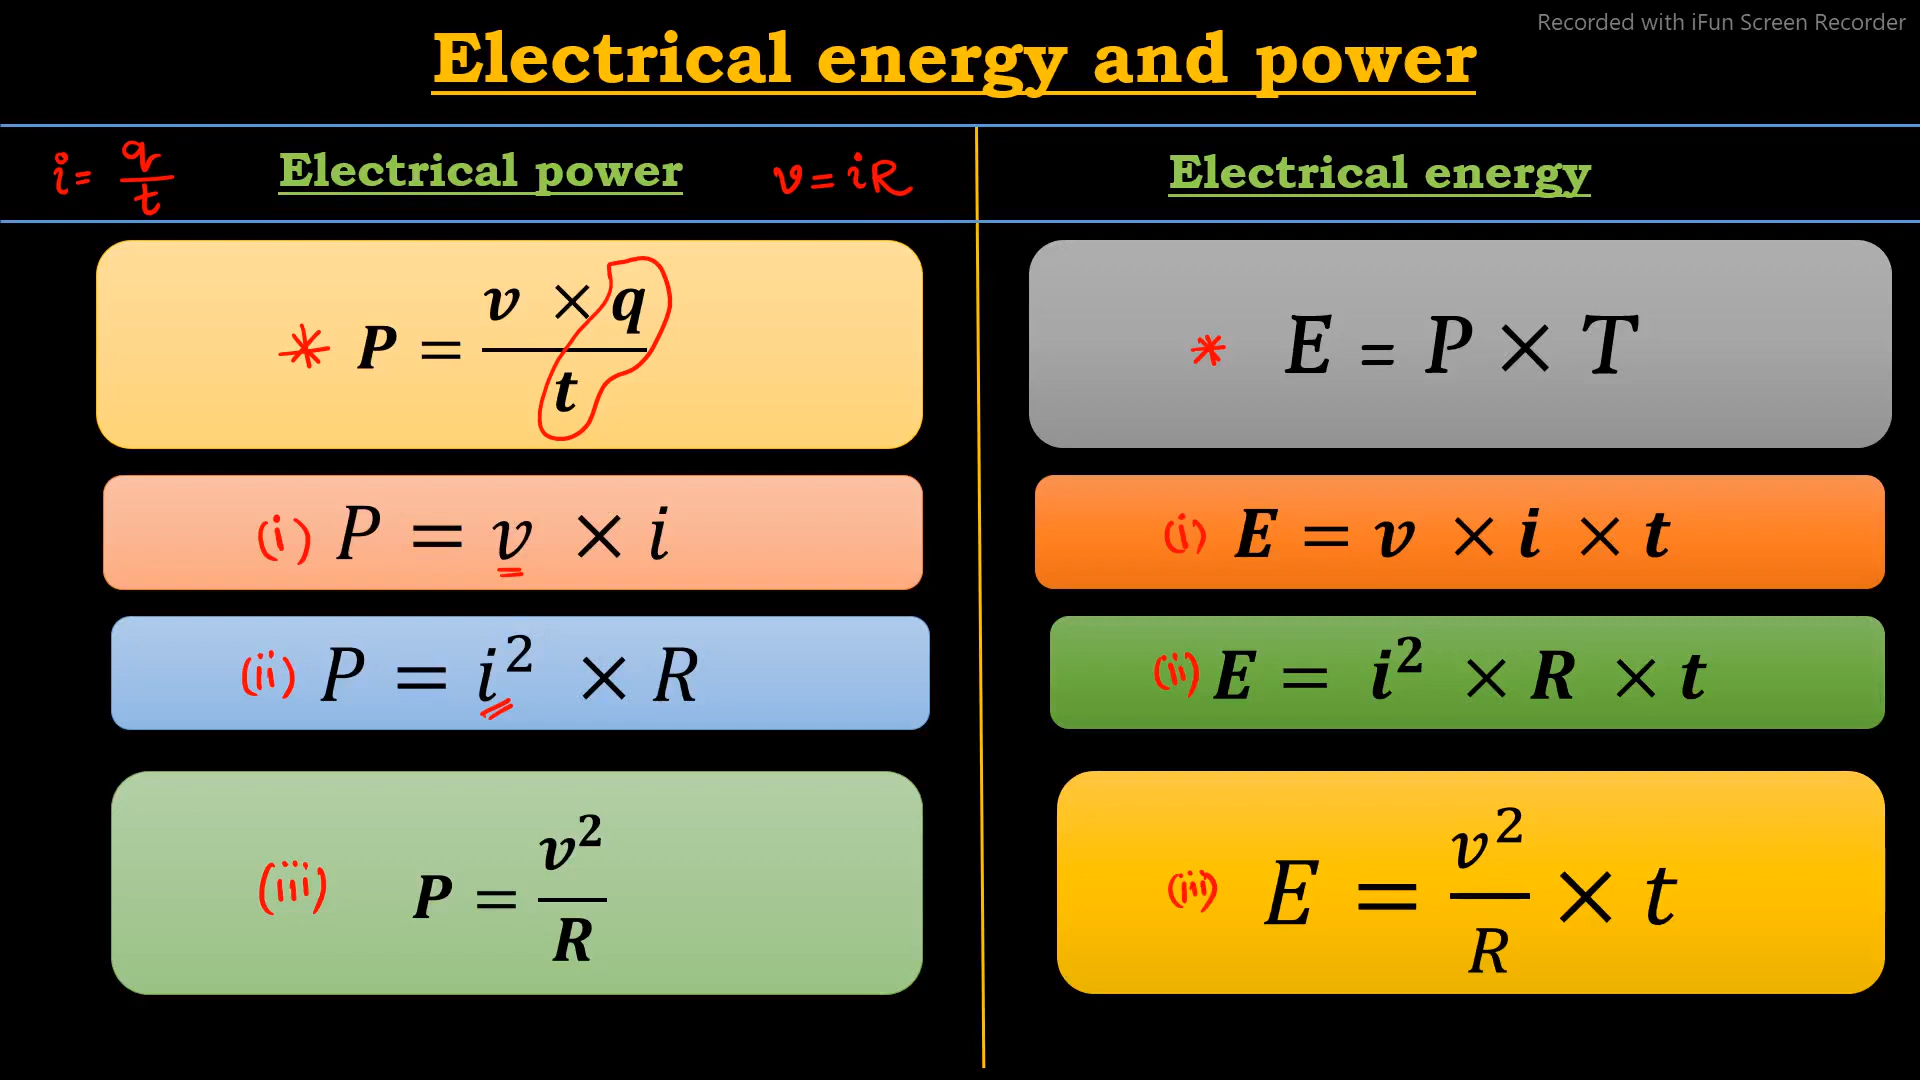 Recorded with iFun Screen Recorder
Electrical energy and power
i = q/t
Electrical power
v = iR
Electrical energy
* P = v × q / t
(i) P = v × i
(ii) P = i² × R
(iii) P = v² / R
* E = P × T
(i) E = v × i × t
(ii) E = i² × R × t
(iii) E = v² / R × t